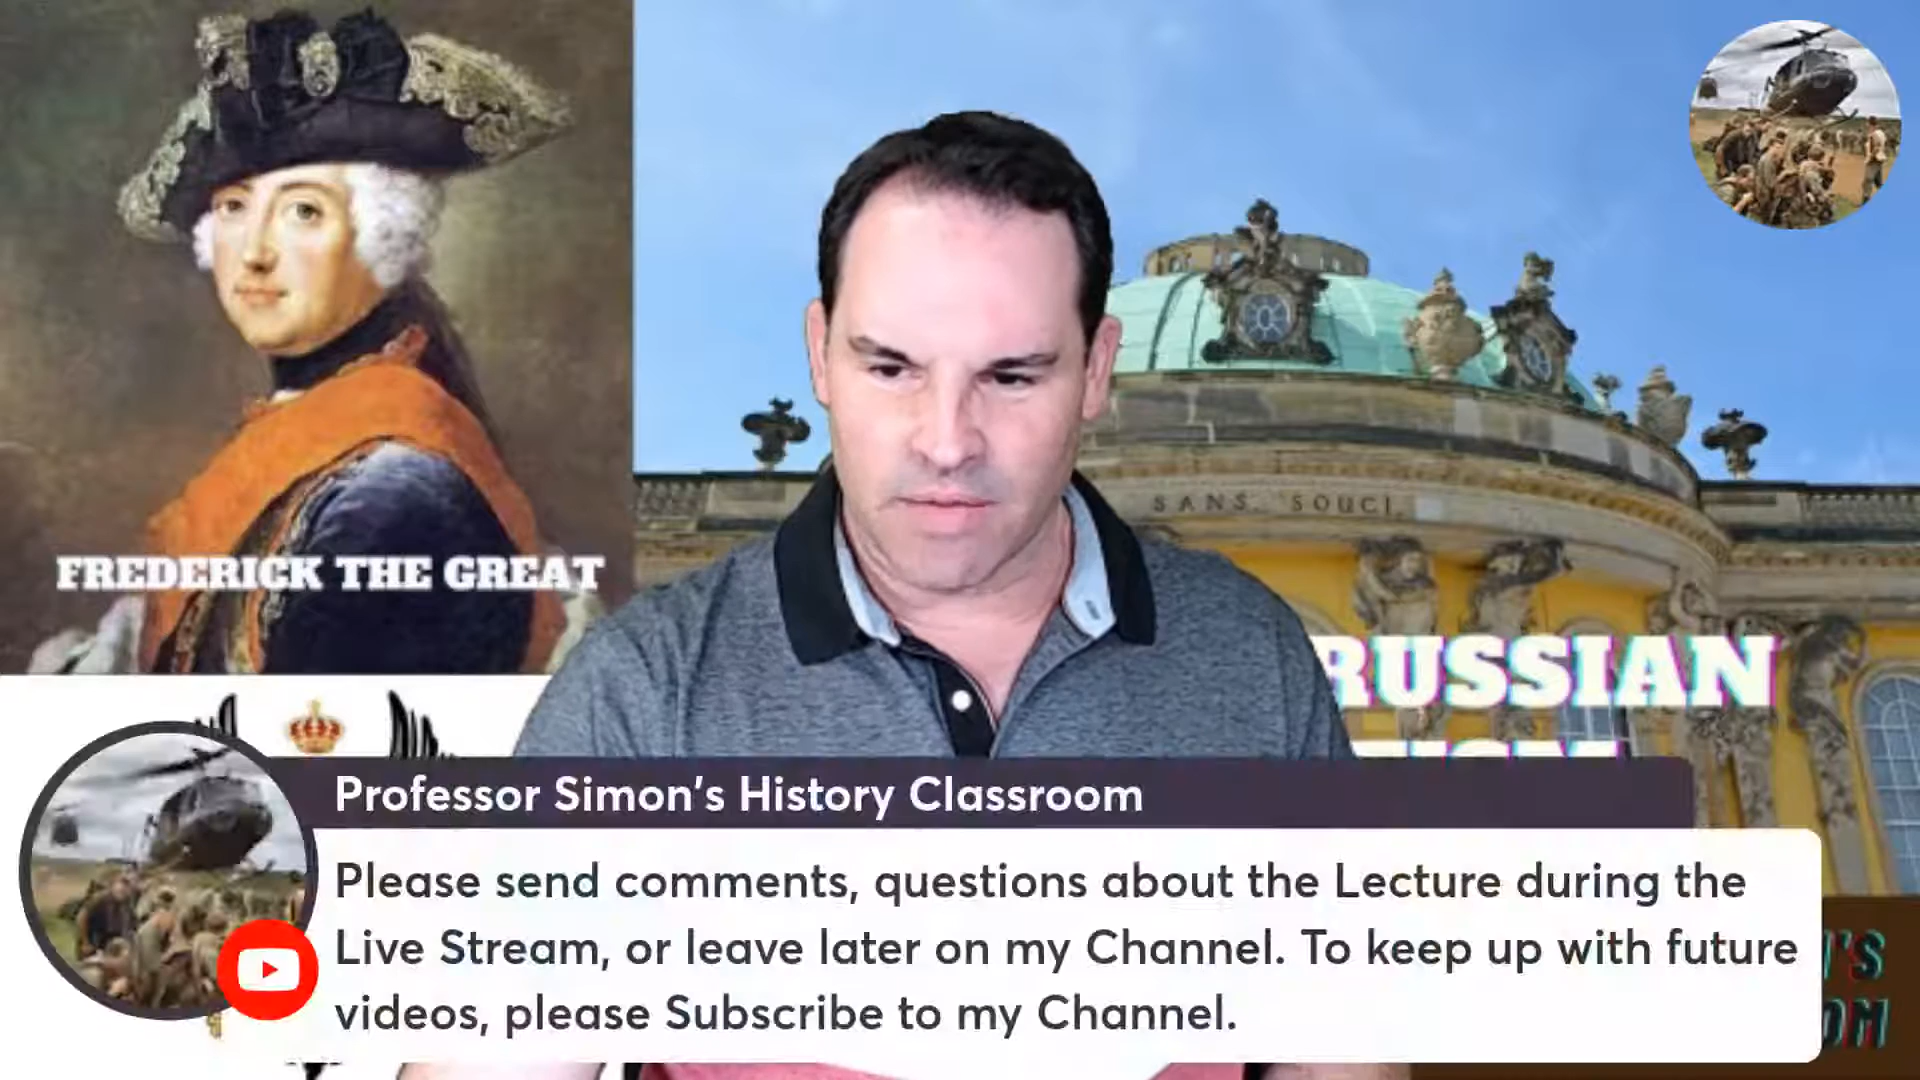 SANS, SOUCI.
FREDERICK THE GREAT
RUSSIAN
Professor Simon's History Classroom
Please send comments, questions about the Lecture during the
Live Stream, or leave later on my Channel. To keep up with future
videos, please Subscribe to my Channel.
'S
OM